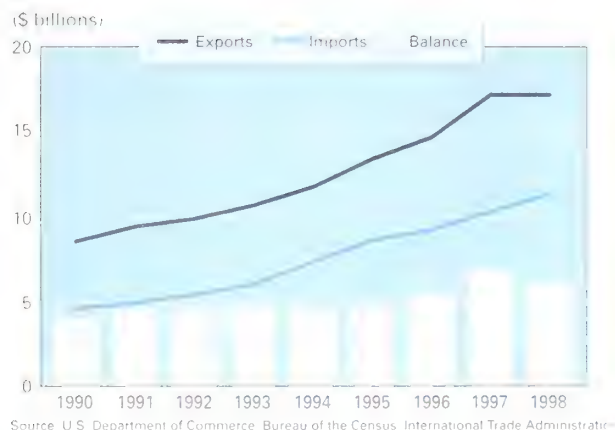 ($ billions)
Exports Imports Balance
20
15
10
5
0
1990 1991 1992 1993 1994 1995 1996 1997 1998
Source U S Department of Commerce Bureau of the Census International Trade Administratio